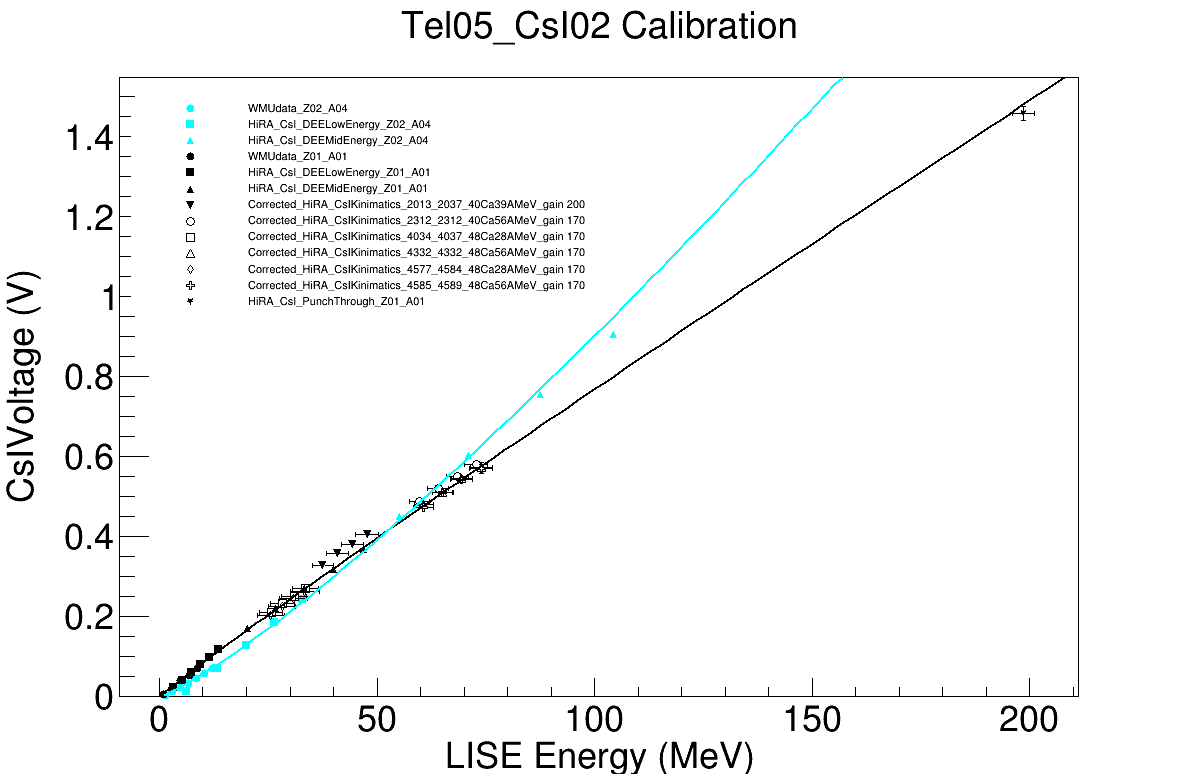 Tel05_CsI02 Calibration
WMUdata_Z02_A04
HiRA_CsI_DEELowEnergy_Z02_A04
HiRA_CsI_DEEMidEnergy_Z02_A04
WMUdata_Z01_A01
HiRA_CsI_DEELowEnergy_Z01_A01
HiRA_CsI_DEEMidEnergy_Z01_A01
Corrected_HiRA_CsIKinimatics_2013_2037_40Ca39AMeV_gain 200
Corrected_HiRA_CsIKinimatics_2312_2312_40Ca56AMeV_gain 170
Corrected_HiRA_CsIKinimatics_4034_4037_48Ca28AMeV_gain 170
Corrected_HiRA_CsIKinimatics_4332_4332_48Ca56AMeV_gain 170
Corrected_HiRA_CsIKinimatics_4577_4584_48Ca28AMeV_gain 170
Corrected_HiRA_CsIKinimatics_4585_4589_48Ca56AMeV_gain 170
HiRA_CsI_PunchThrough_Z01_A01
CsIVoltage (V)
1.4
1.2
1
0.8
0.6
0.4
0.2
0
0 50 100 150 200
LISE Energy (MeV)